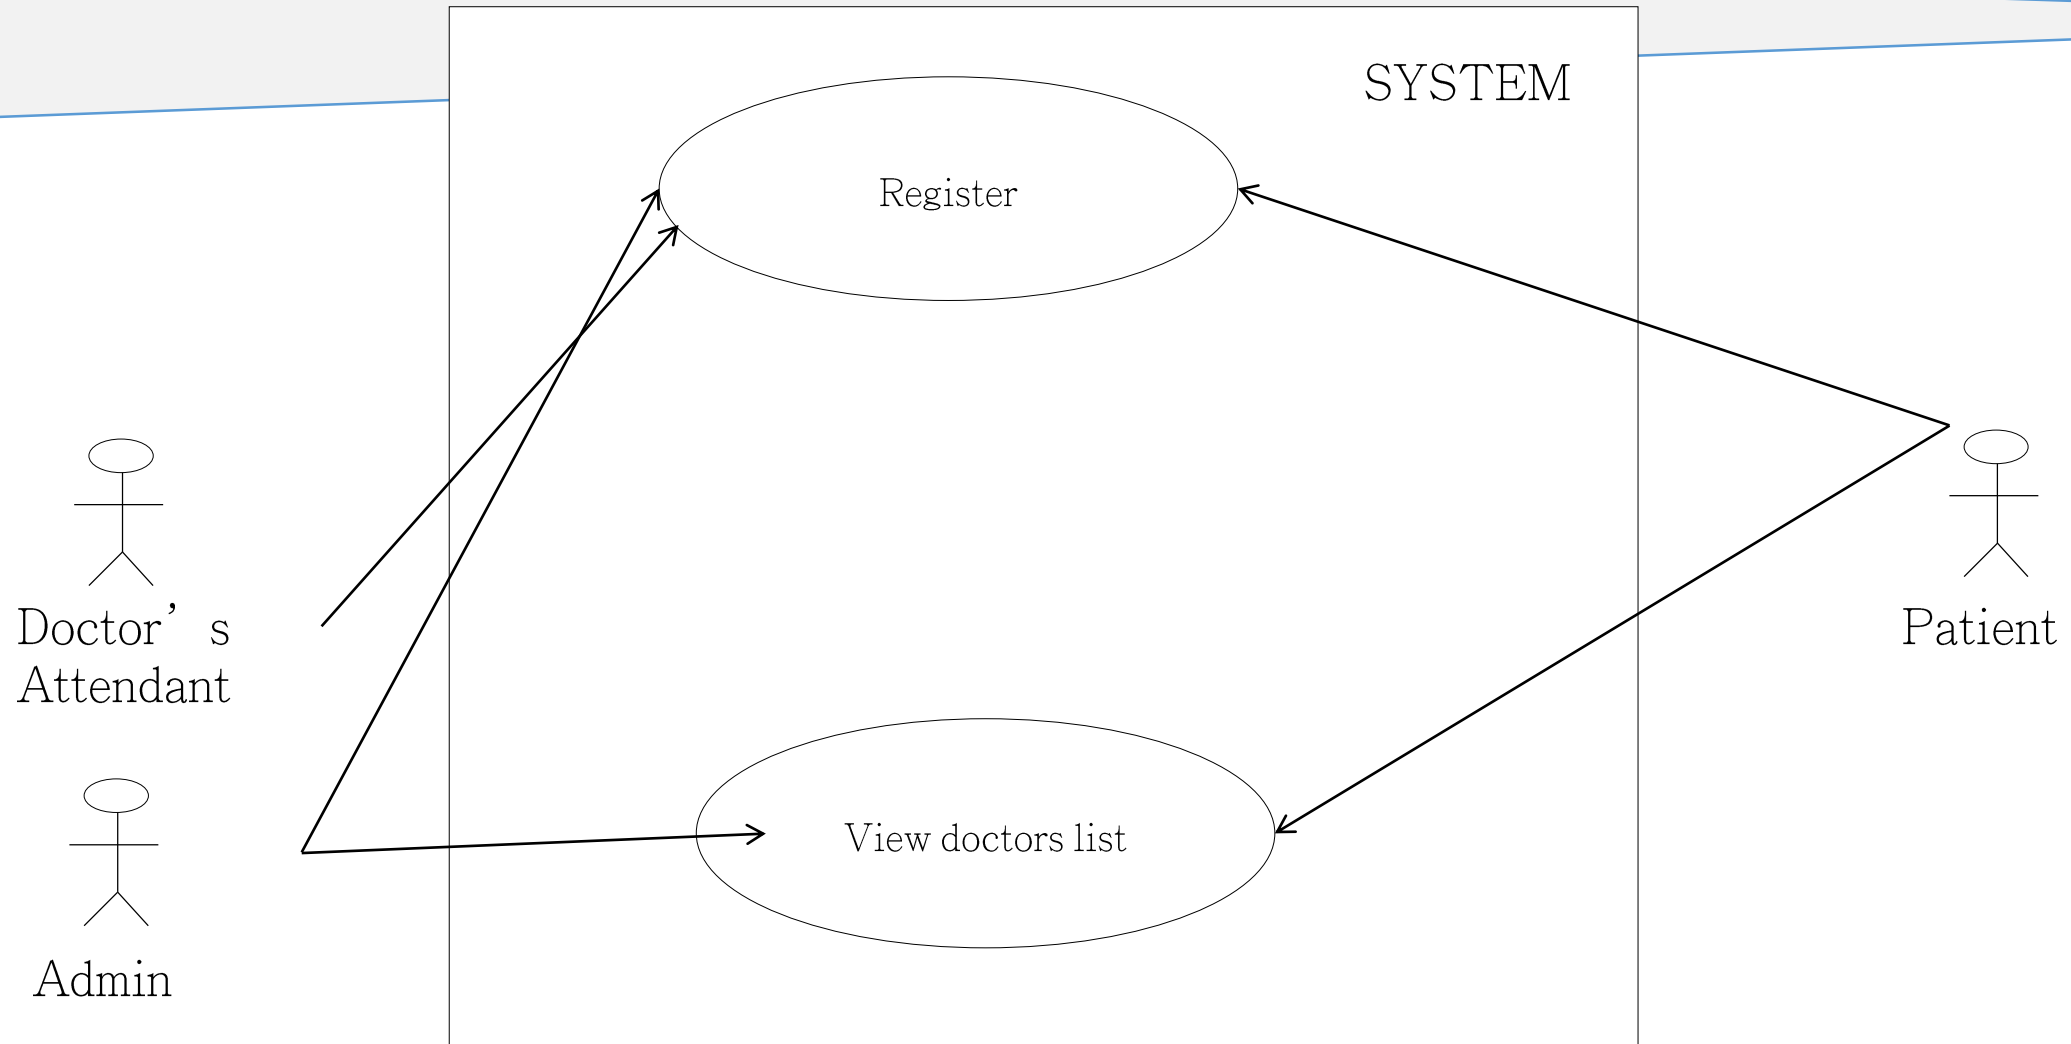 SYSTEM
Register
Doctor’s
Attendant
Patient
View doctors list
Admin